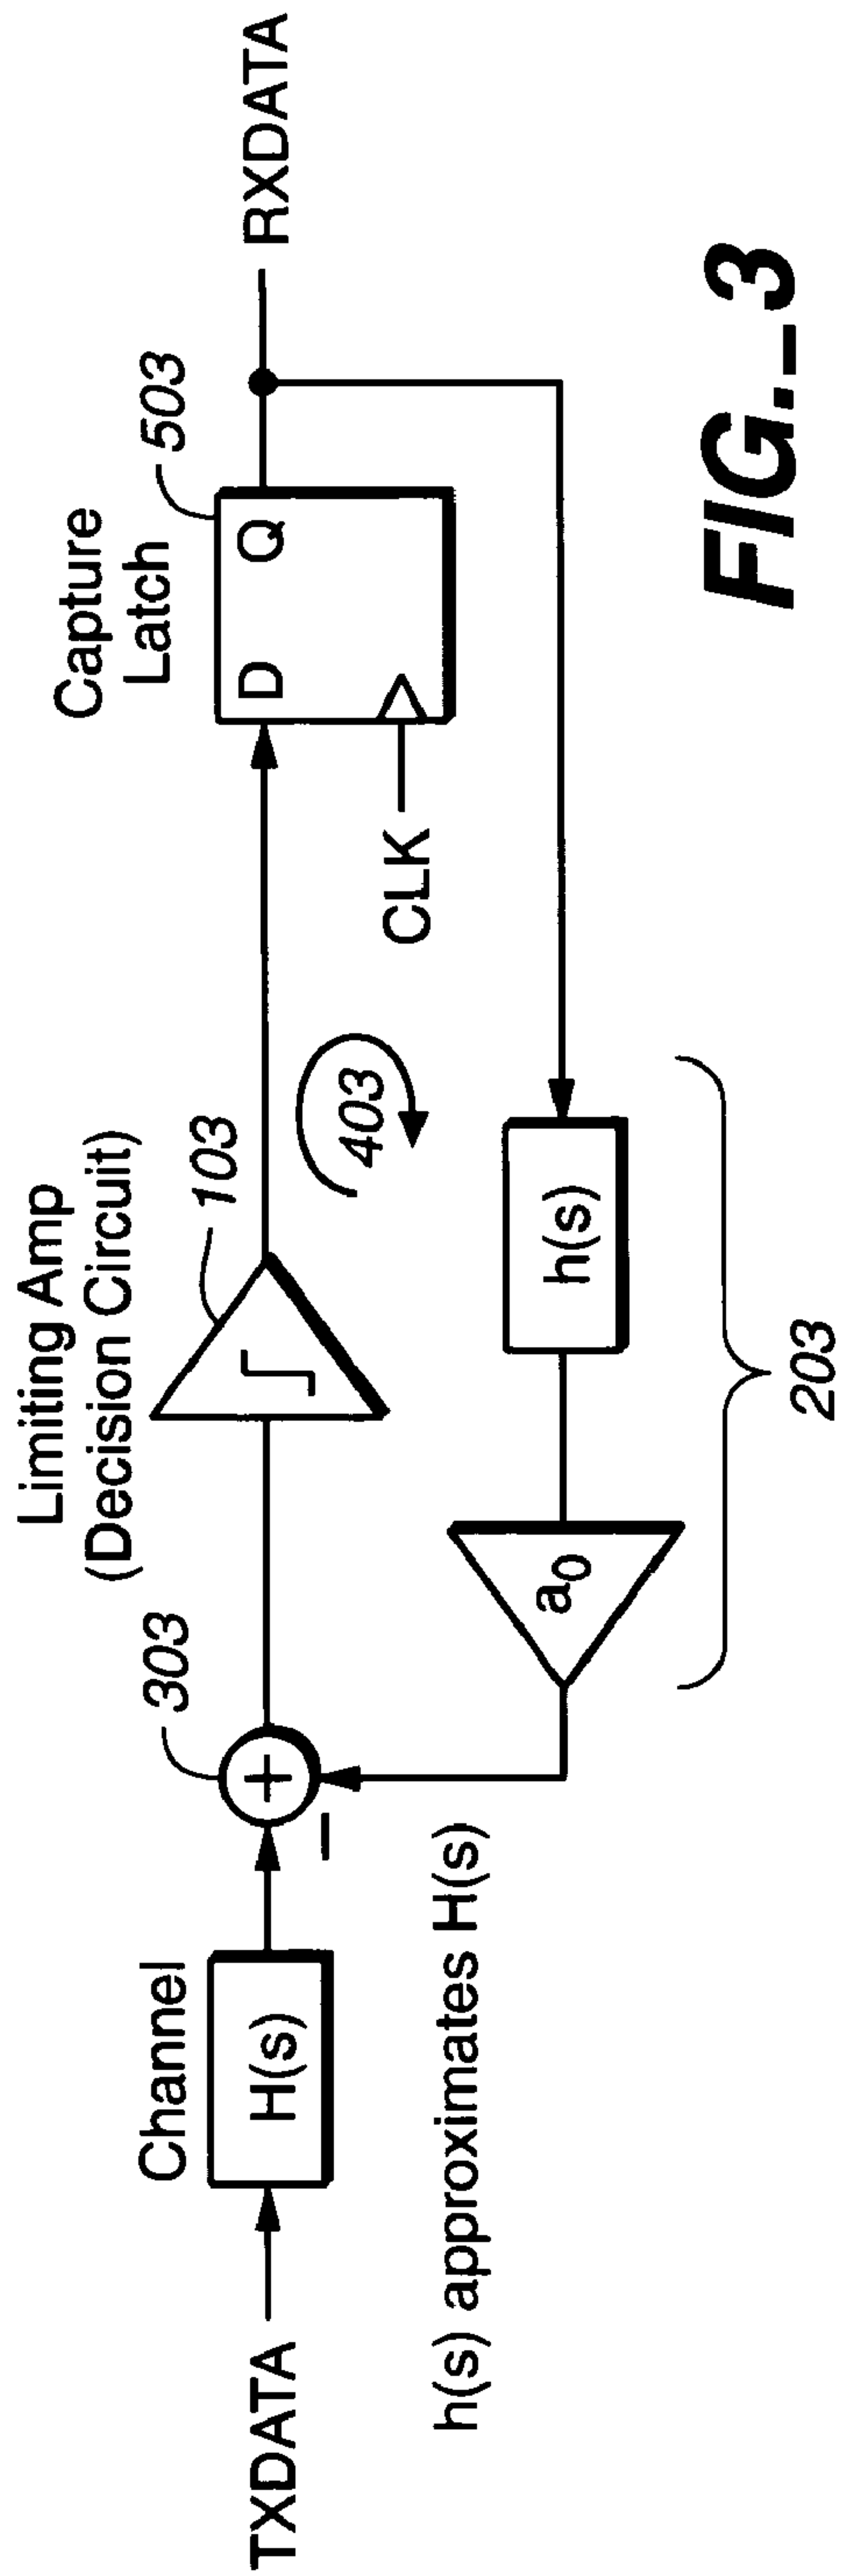 Limiting Amp
(Decision Circuit)
Capture
Latch
Channel
303
103
503
TXDATA
H(s)
+
D Q
RXDATA
−
403
CLK
h(s) approximates H(s)
a0
h(s)
203
FIG._3